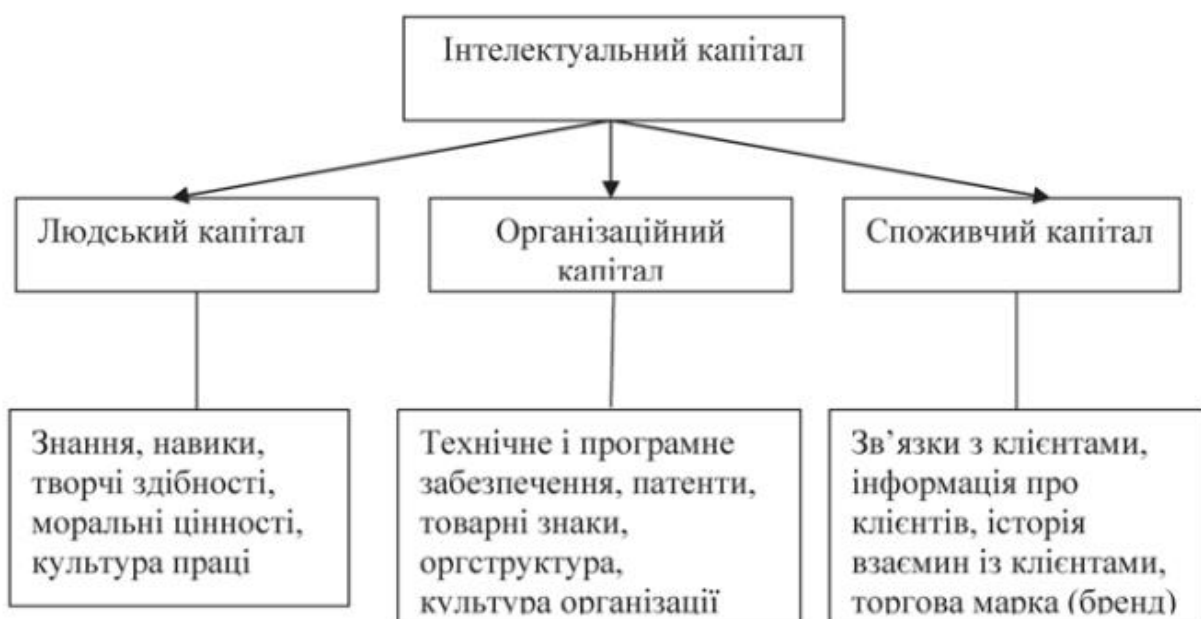 Інтелектуальний капітал
Людський капітал
Організаційний
капітал
Споживчий капітал
Знання, навики,
творчі здібності,
моральні цінності,
культура праці
Технічне і програмне
забезпечення, патенти,
товарні знаки,
оргструктура,
культура організації
Зв’язки з клієнтами,
інформація про
клієнтів, історія
взаємин із клієнтами,
торгова марка (бренд)